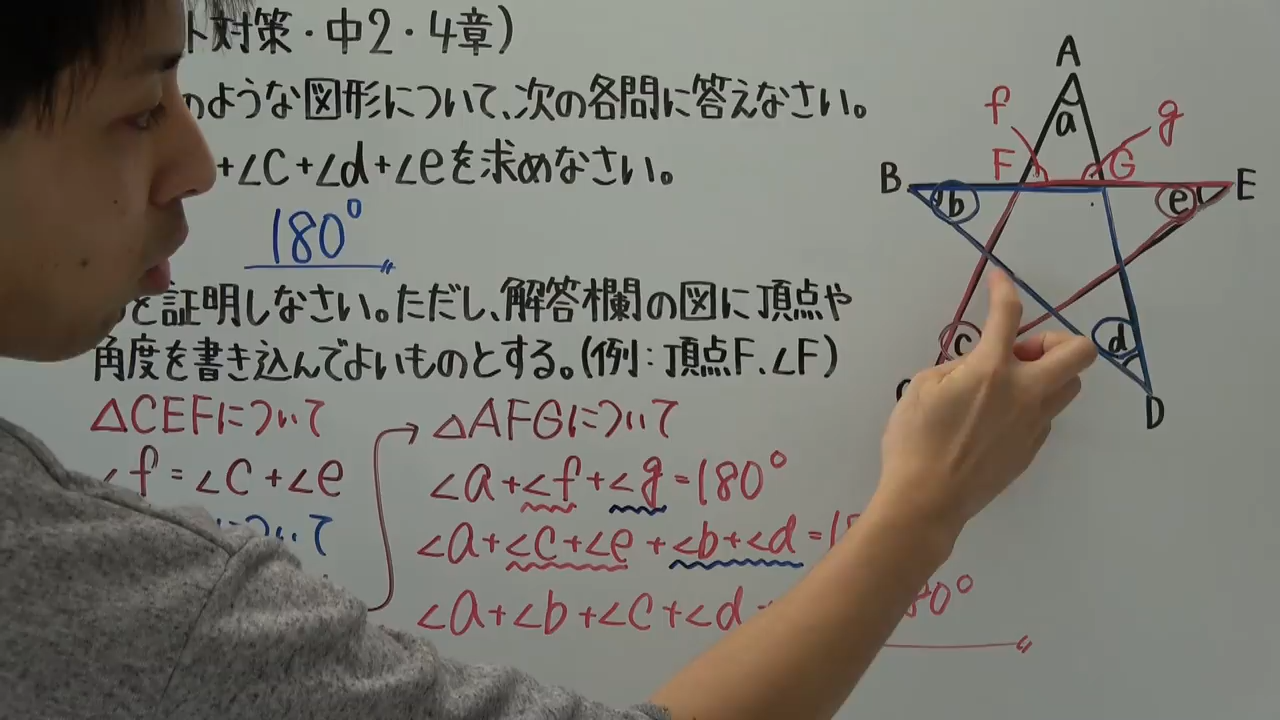 ト対策・中2・4章)
のような図形について、次の各問に答えなさい。
+∠c+∠d+∠eを求めなさい。
180°
を証明しなさい。ただし、解答欄の図に頂点や
角度を書き込んでよいものとする。(例:頂点F、∠F)
△CEFについて
∠f=∠c+∠e
について
△AFGについて
∠a+∠f+∠g=180°
∠a+∠c+∠e+∠b+∠d=1
∠a+∠b+∠c+∠d
80°
A
a
f
g
F
G
B
b
e
E
c
d
D